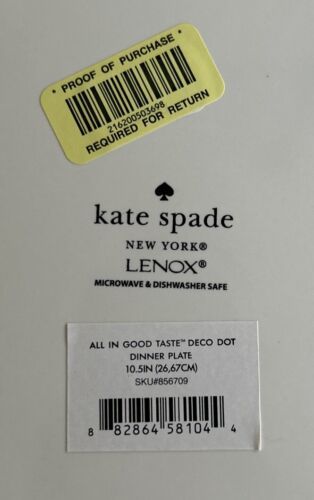 * PROOF OF PURCHASE *
216200503698
REQUIRED FOR RETURN
kate spade
NEW YORK®
LENOX®
MICROWAVE & DISHWASHER SAFE
ALL IN GOOD TASTE™ DECO DOT
DINNER PLATE
10.5IN (26,67CM)
SKU#856709
8 82864 58104 4